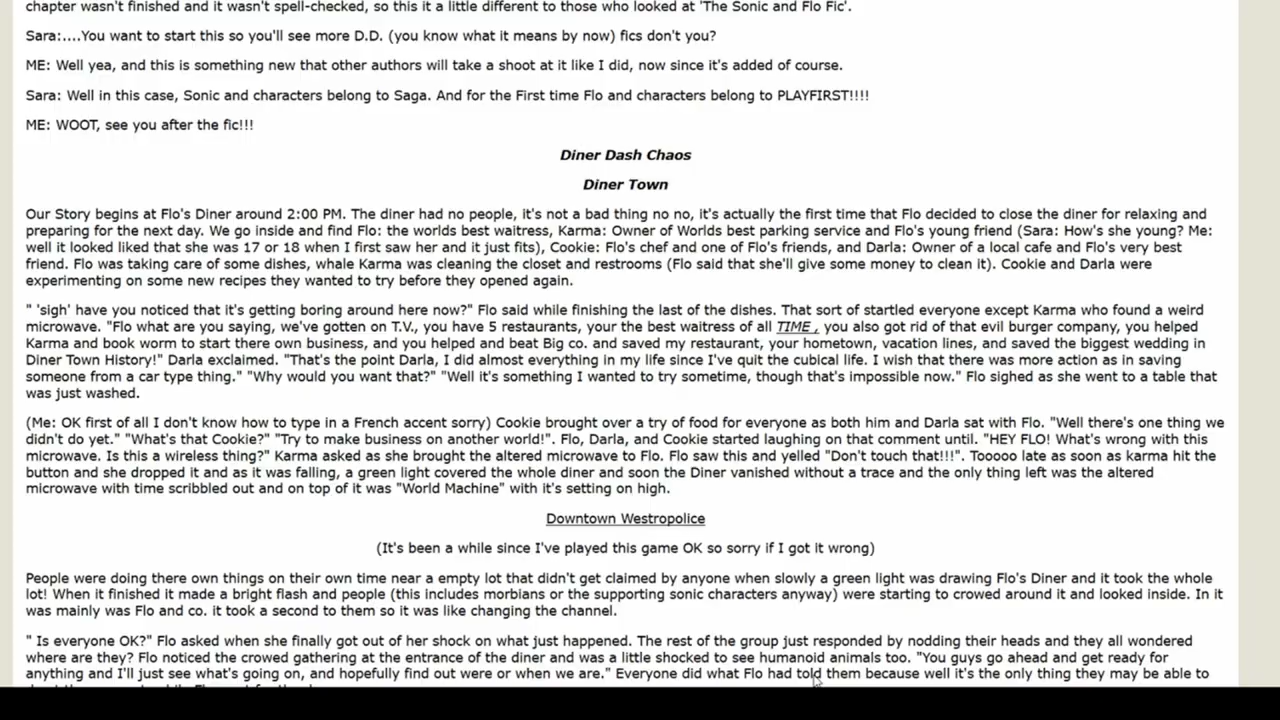 chapter wasn't finished and it wasn't spell-checked, so this it a little different to those who looked at 'The Sonic and Flo Fic'.
Sara:....You want to start this so you'll see more D.D. (you know what it means by now) fics don't you?
ME: Well yea, and this is something new that other authors will take a shoot at it like I did, now since it's added of course.
Sara: Well in this case, Sonic and characters belong to Saga. And for the First time Flo and characters belong to PLAYFIRST!!!!
ME: WOOT, see you after the fic!!!
Diner Dash Chaos
Diner Town
Our Story begins at Flo's Diner around 2:00 PM. The diner had no people, it's not a bad thing no no, it's actually the first time that Flo decided to close the diner for relaxing and
preparing for the next day. We go inside and find Flo: the worlds best waitress, Karma: Owner of Worlds best parking service and Flo's young friend (Sara: How's she young? Me:
well it looked liked that she was 17 or 18 when I first saw her and it just fits), Cookie: Flo's chef and one of Flo's friends, and Darla: Owner of a local cafe and Flo's very best
friend. Flo was taking care of some dishes, whale Karma was cleaning the closet and restrooms (Flo said that she'll give some money to clean it). Cookie and Darla were
experimenting on some new recipes they wanted to try before they opened again.
" 'sigh' have you noticed that it's getting boring around here now?" Flo said while finishing the last of the dishes. That sort of startled everyone except Karma who found a weird
microwave. "Flo what are you saying, we've gotten on T.V., you have 5 restaurants, your the best waitress of all TIME , you also got rid of that evil burger company, you helped
Karma and book worm to start there own business, and you helped and beat Big co. and saved my restaurant, your hometown, vacation lines, and saved the biggest wedding in
Diner Town History!" Darla exclaimed. "That's the point Darla, I did almost everything in my life since I've quit the cubical life. I wish that there was more action as in saving
someone from a car type thing." "Why would you want that?" "Well it's something I wanted to try sometime, though that's impossible now." Flo sighed as she went to a table that
was just washed.
(Me: OK first of all I don't know how to type in a French accent sorry) Cookie brought over a try of food for everyone as both him and Darla sat with Flo. "Well there's one thing we
didn't do yet." "What's that Cookie?" "Try to make business on another world!". Flo, Darla, and Cookie started laughing on that comment until. "HEY FLO! What's wrong with this
microwave. Is this a wireless thing?" Karma asked as she brought the altered microwave to Flo. Flo saw this and yelled "Don't touch that!!!". Tooooo late as soon as karma hit the
button and she dropped it and as it was falling, a green light covered the whole diner and soon the Diner vanished without a trace and the only thing left was the altered
microwave with time scribbled out and on top of it was "World Machine" with it's setting on high.
Downtown Westropolice
(It's been a while since I've played this game OK so sorry if I got it wrong)
People were doing there own things on their own time near a empty lot that didn't get claimed by anyone when slowly a green light was drawing Flo's Diner and it took the whole
lot! When it finished it made a bright flash and people (this includes morbians or the supporting sonic characters anyway) were starting to crowed around it and looked inside. In it
was mainly was Flo and co. it took a second to them so it was like changing the channel.
" Is everyone OK?" Flo asked when she finally got out of her shock on what just happened. The rest of the group just responded by nodding their heads and they all wondered
where are they? Flo noticed the crowed gathering at the entrance of the diner and was a little shocked to see humanoid animals too. "You guys go ahead and get ready for
anything and I'll just see what's going on, and hopefully find out were or when we are." Everyone did what Flo had told them because well it's the only thing they may be able to